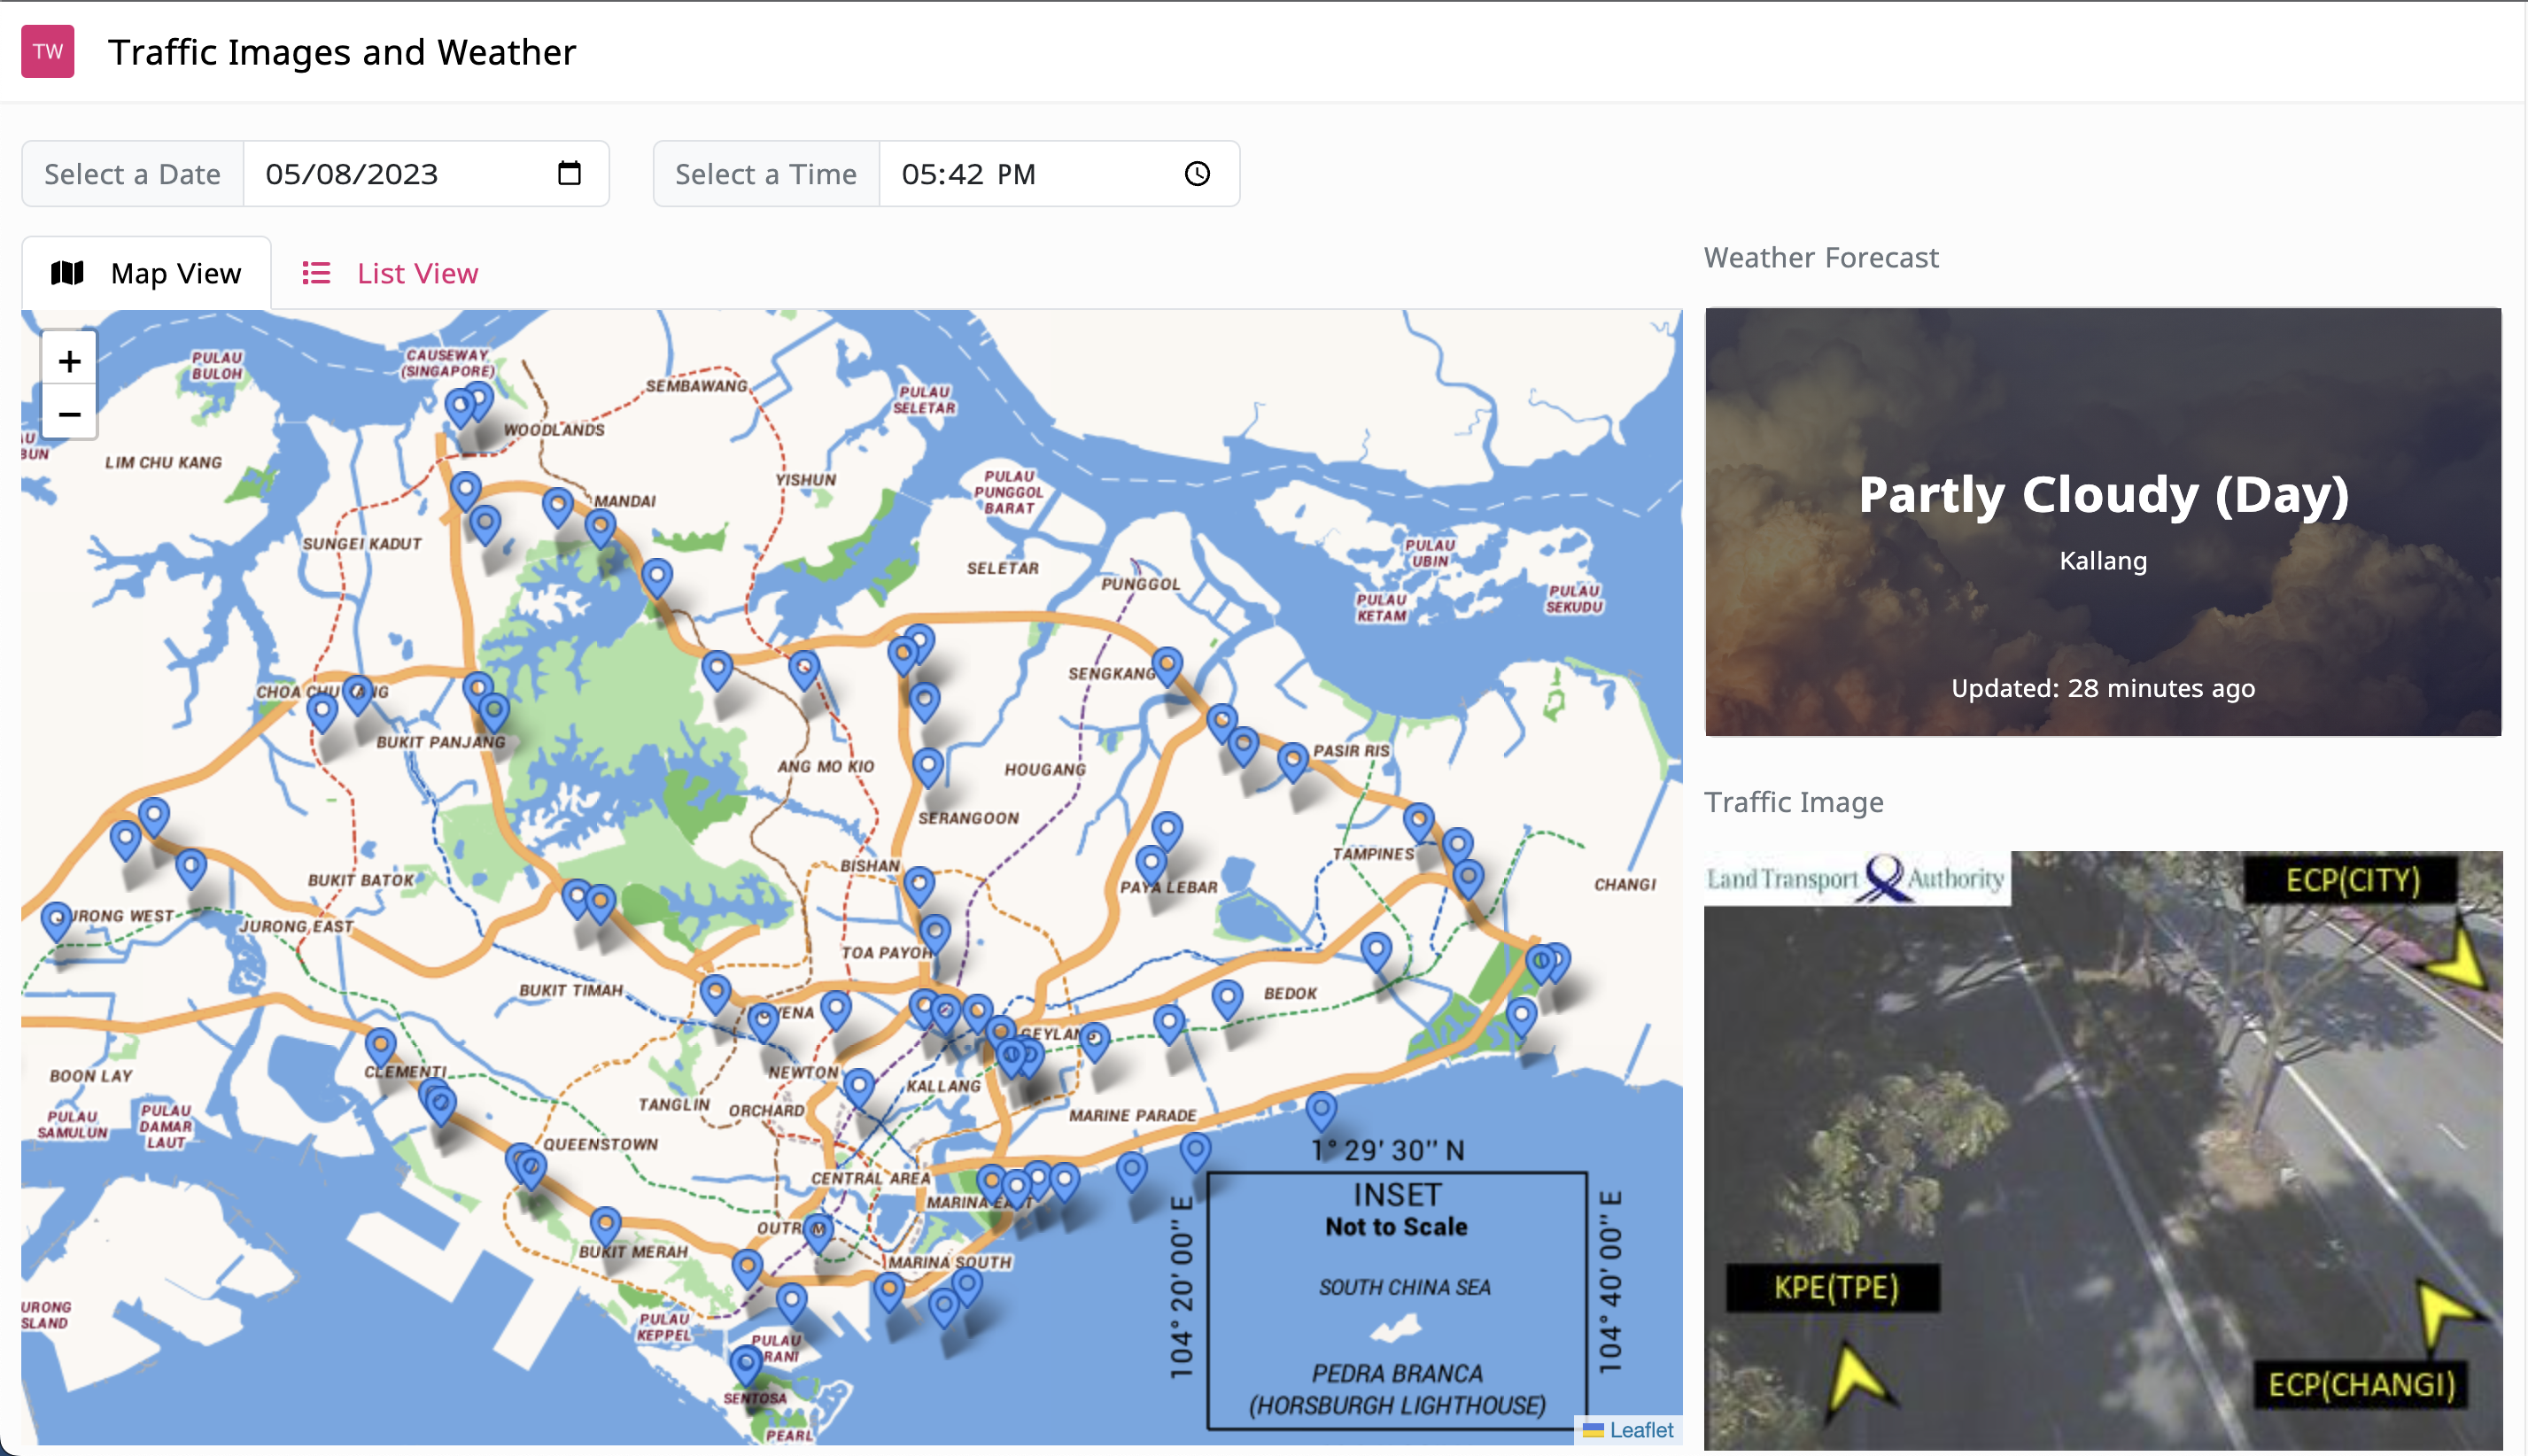 TW
Traffic Images and Weather
Select a Date
05/08/2023
Select a Time
05:42 PM
Map View
List View
+
−
PULAU
BULOH
CAUSEWAY
(SINGAPORE)
SEMBAWANG
PULAU
SELETAR
WOODLANDS
LIM CHU KANG
YISHUN
MANDAI
PULAU
PUNGGOL
BARAT
SUNGEI KADUT
SELETAR
PUNGGOL
PULAU
UBIN
PULAU
KETAM
PULAU
SEKUDU
SENGKANG
CHOA CHU
BUKIT PANJANG
PASIR RIS
ANG MO KIO
HOUGANG
SERANGOON
TAMPINES
BISHAN
BUKIT BATOK
PAYA LEBAR
CHANGI
URONG WEST
JURONG EAST
TOA PAYOH
BUKIT TIMAH
BEDOK
VENA
GEYLANG
BOON LAY
CLEMENTI
NEWTON
KALLANG
TANGLIN
ORCHARD
MARINE PARADE
PULAU
SAMULUN
PULAU
DAMAR
LAUT
QUEENSTOWN
CENTRAL AREA
MARINA EAST
OUTRAM
BUKIT MERAH
MARINA SOUTH
URONG
SLAND
PULAU
KEPPEL
PULAU
RANI
SENTOSA
PEARL
1° 29' 30'' N
104° 20' 00'' E
104° 40' 00'' E
INSET
Not to Scale
SOUTH CHINA SEA
PEDRA BRANCA
(HORSBURGH LIGHTHOUSE)
Leaflet
Weather Forecast
Partly Cloudy (Day)
Kallang
Updated: 28 minutes ago
Traffic Image
Land Transport Authority
ECP(CITY)
KPE(TPE)
ECP(CHANGI)